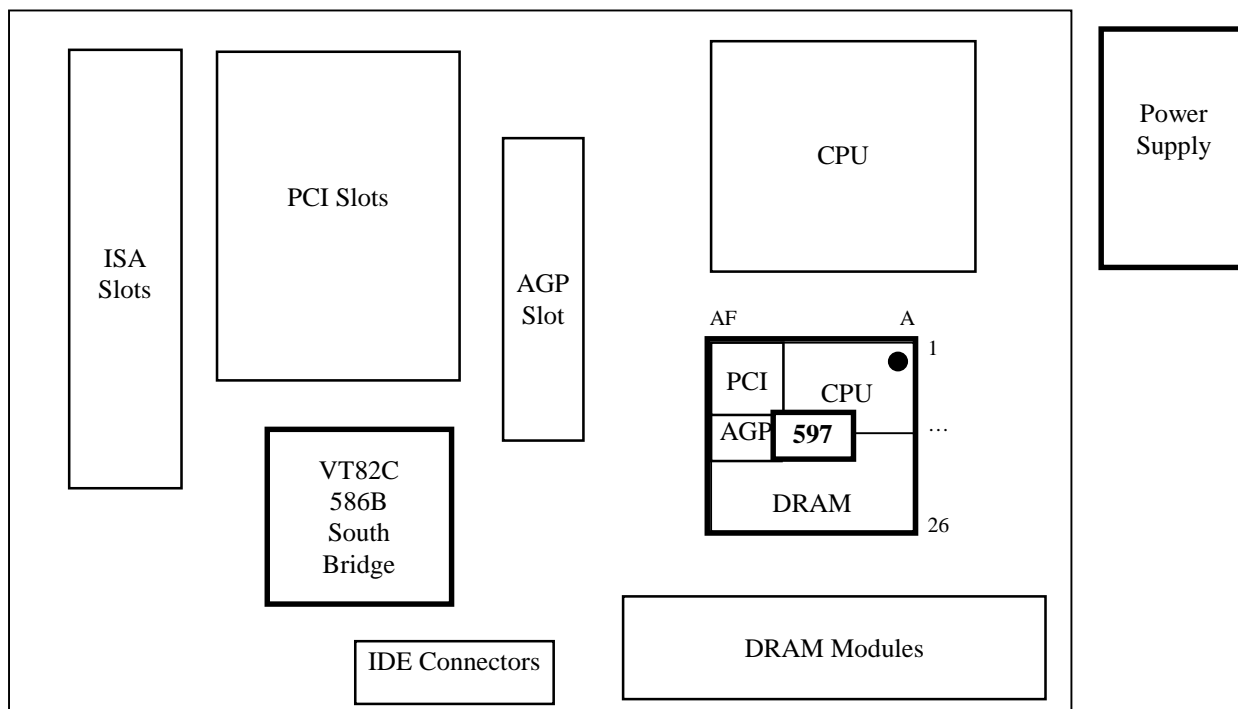 ISA
Slots
PCI Slots
AGP
Slot
CPU
Power
Supply
AF
A
1
PCI
CPU
AGP
597
…
DRAM
26
VT82C
586B
South
Bridge
IDE Connectors
DRAM Modules